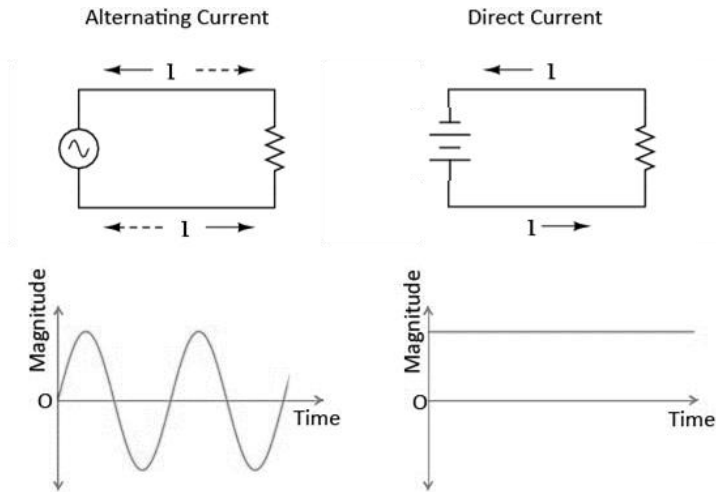 Alternating Current
Direct Current
I
I
I
I
Magnitude
O
Time
Magnitude
O
Time